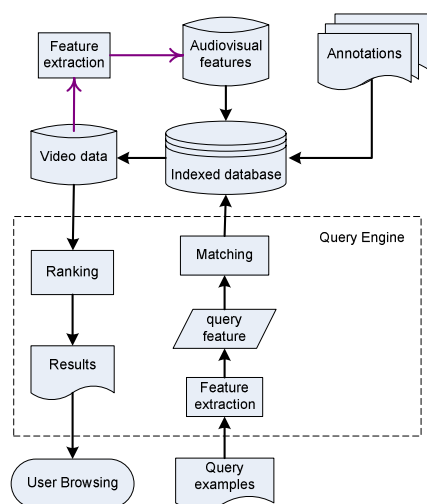 Feature
extraction
Audiovisual
features
Annotations
Video data
Indexed database
Query Engine
Ranking
Matching
query
feature
Results
Feature
extraction
User Browsing
Query
examples